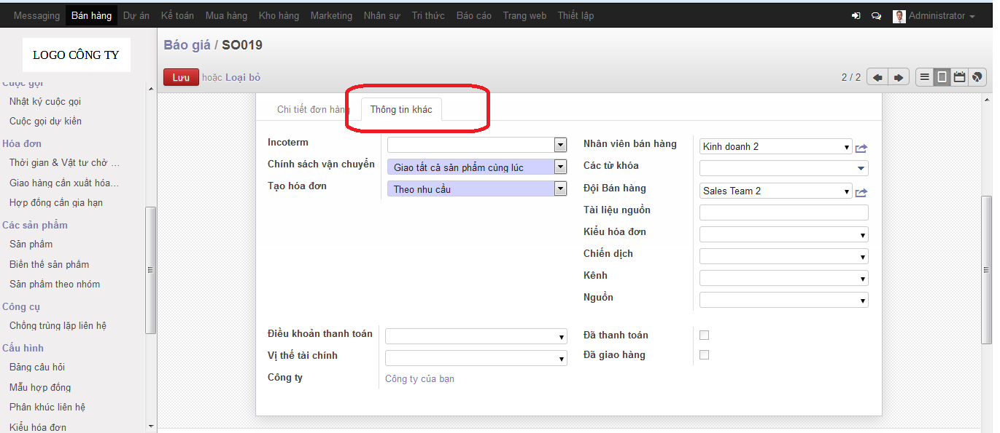 Messaging Bán hàng Dự án Kế toán Mua hàng Kho hàng Marketing Nhân sự Tri thức Báo cáo Trang web Thiết lập Administrator
LOGO CÔNG TY
Cuộc gọi
Nhật ký cuộc gọi
Cuộc gọi dự kiến
Hóa đơn
Thời gian & Vật tư chờ ...
Giao hàng cần xuất hóa...
Hợp đồng cần gia hạn
Các sản phẩm
Sản phẩm
Biến thể sản phẩm
Sản phẩm theo nhóm
Công cụ
Chống trùng lặp liên hệ
Cấu hình
Bảng câu hỏi
Mẫu hợp đồng
Phân khúc liên hệ
Kiểu hóa đơn
Báo giá / SO019
Lưu hoặc Loại bỏ
2 / 2
Chi tiết đơn hàng Thông tin khác
Incoterm
Chính sách vận chuyển Giao tất cả sản phẩm cùng lúc
Tạo hóa đơn Theo nhu cầu
Nhân viên bán hàng Kinh doanh 2
Các từ khóa
Đội Bán hàng Sales Team 2
Tài liệu nguồn
Kiểu hóa đơn
Chiến dịch
Kênh
Nguồn
Điều khoản thanh toán
Vị thế tài chính
Công ty Công ty của bạn
Đã thanh toán
Đã giao hàng